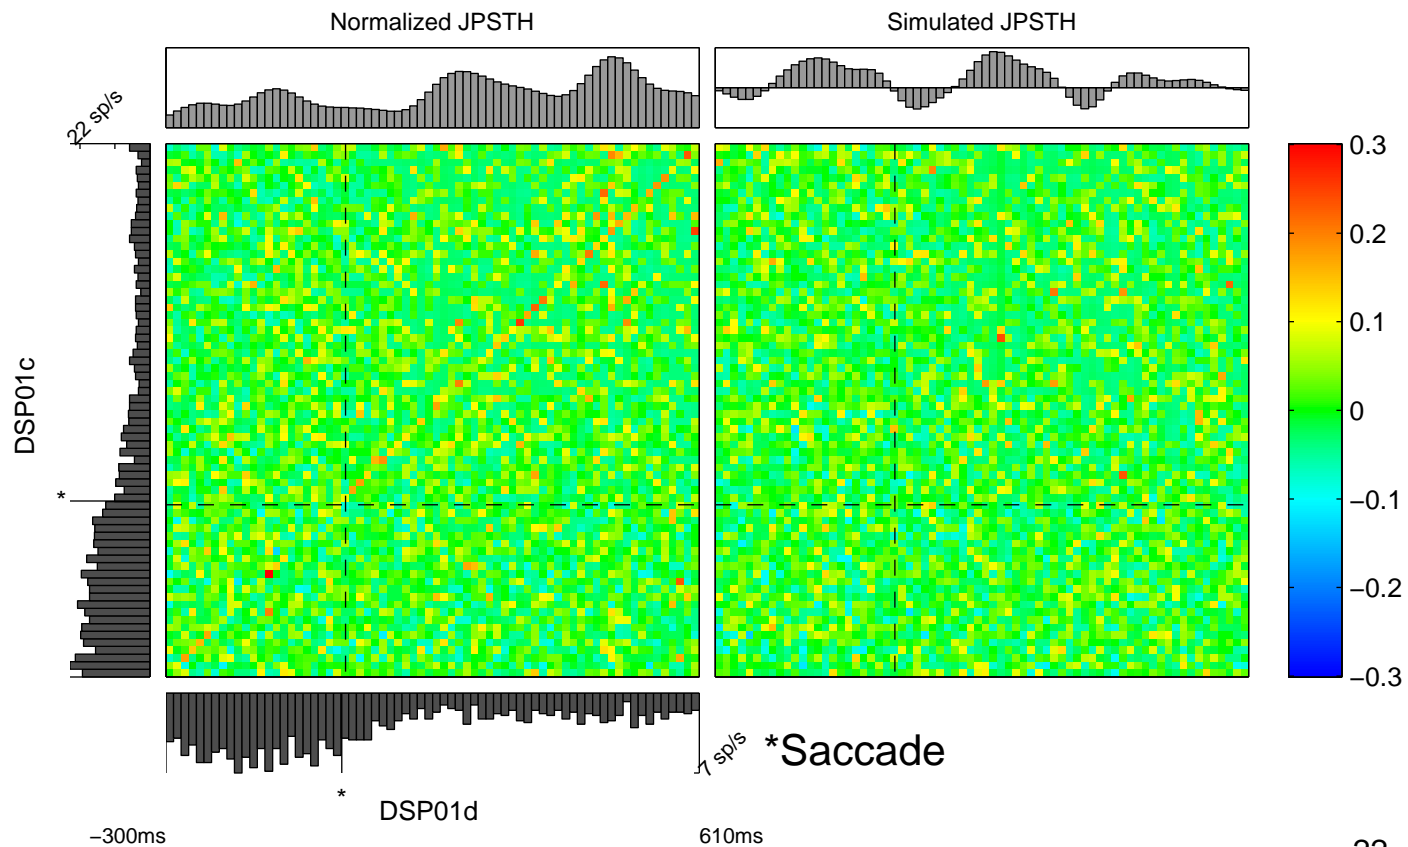 Normalized JPSTH
Simulated JPSTH
22 sp/s
DSP01c
*
0.3
0.2
0.1
0
−0.1
−0.2
−0.3
7 sp/s
*Saccade
*
DSP01d
−300ms
610ms